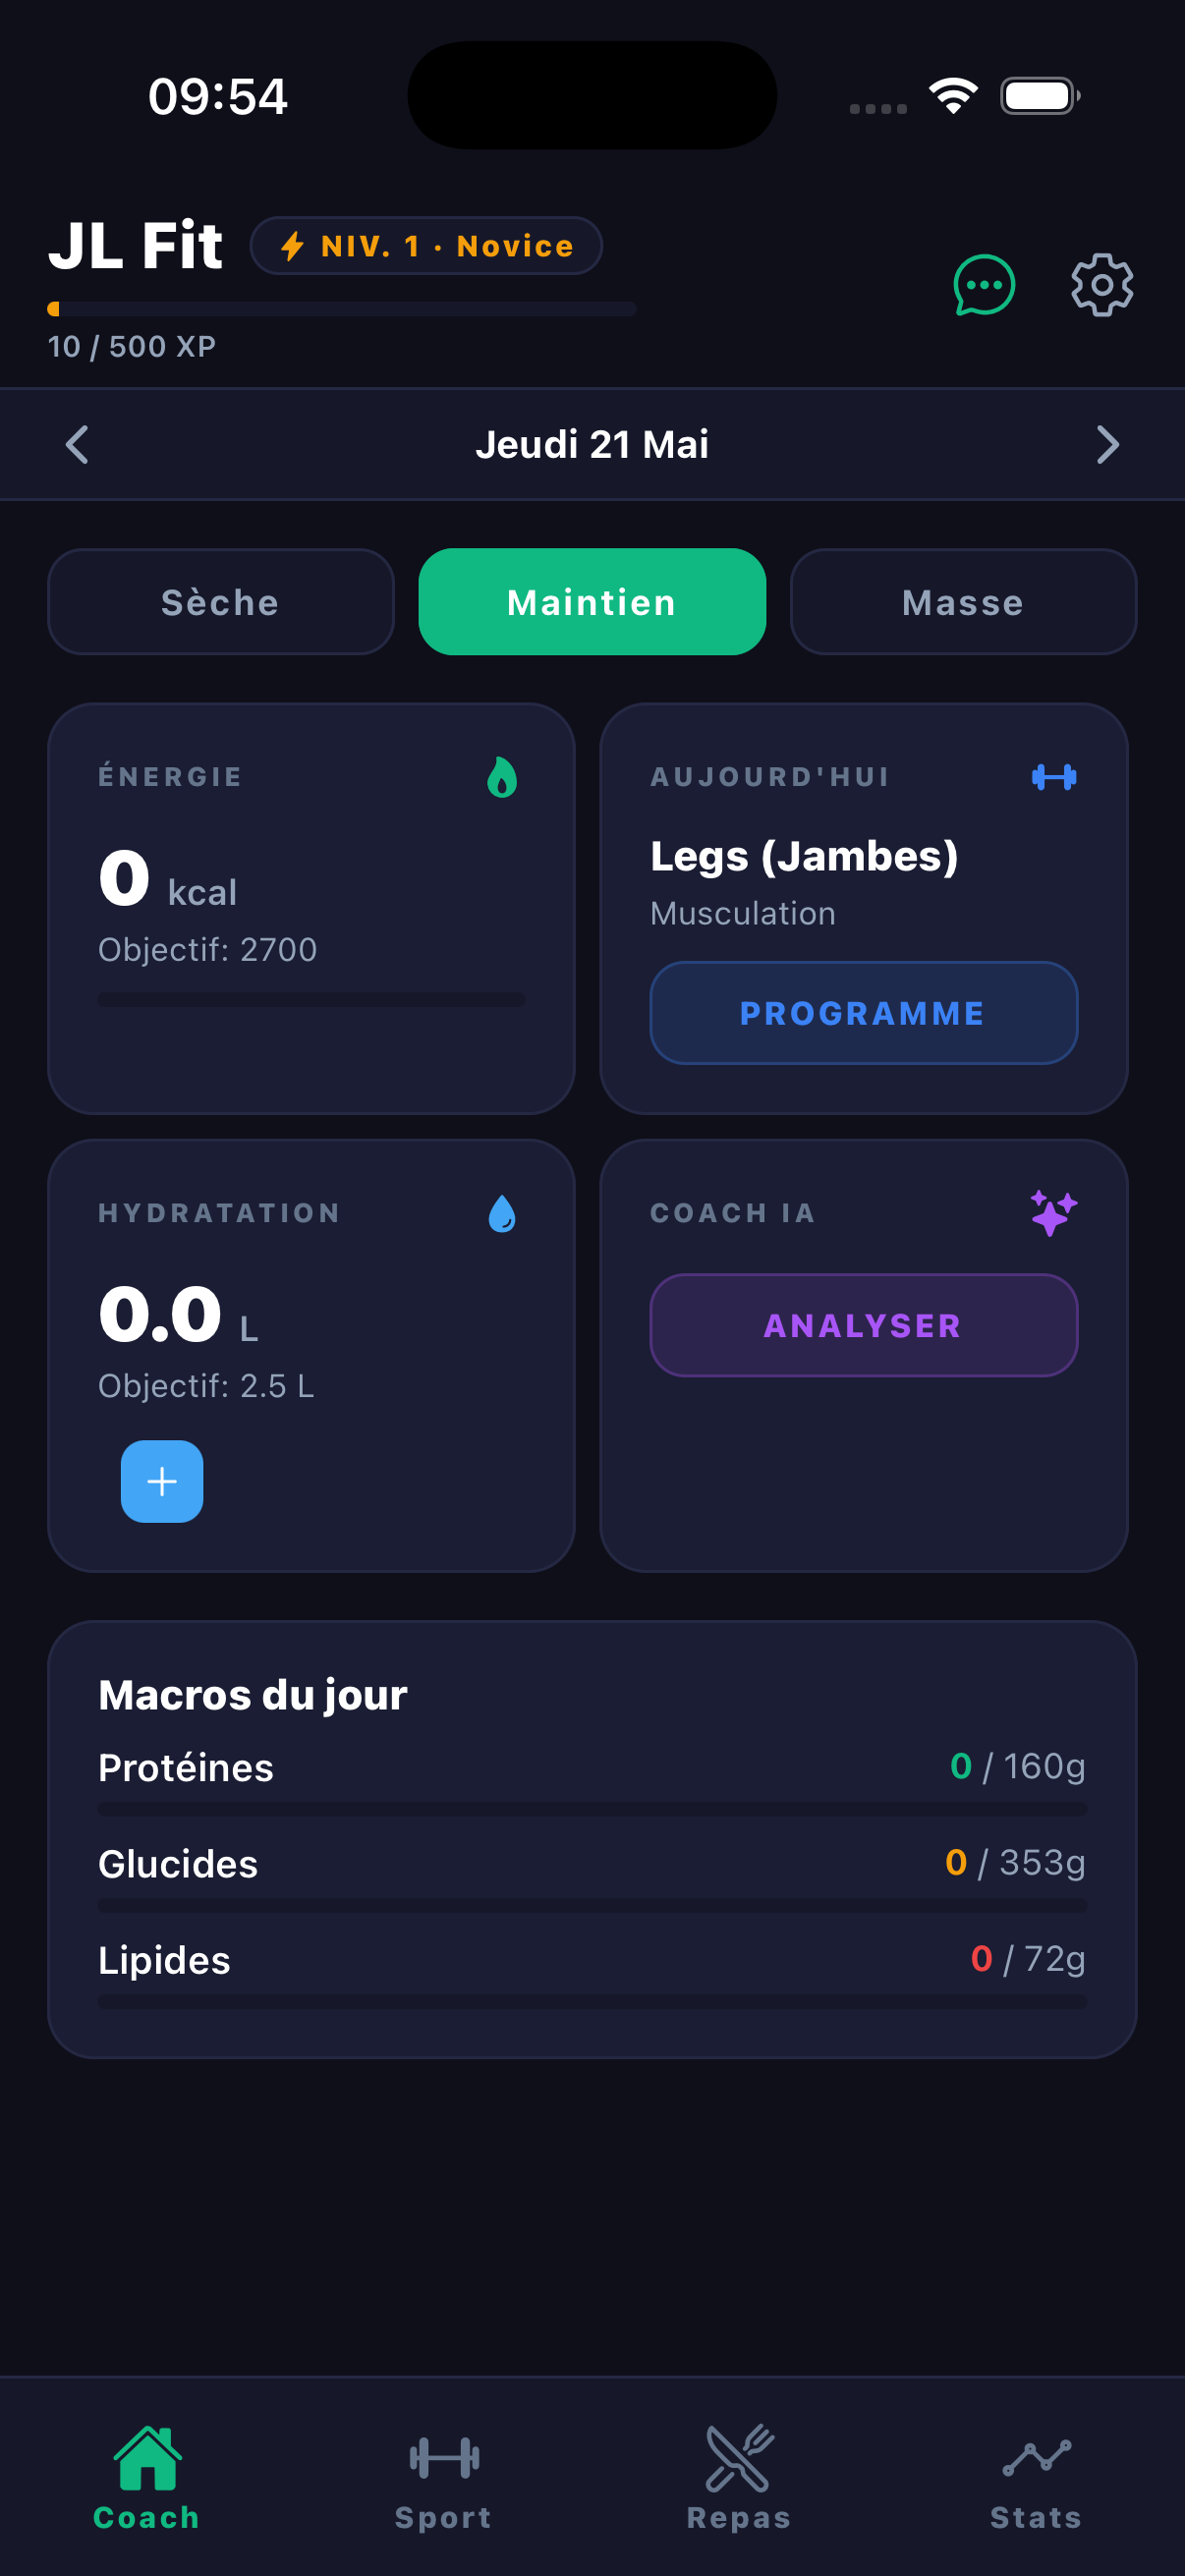 09:54
JL Fit
NIV. 1 · Novice
10 / 500 XP
Jeudi 21 Mai
Sèche
Maintien
Masse
ÉNERGIE
0 kcal
Objectif: 2700
AUJOURD'HUI
Legs (Jambes)
Musculation
PROGRAMME
HYDRATATION
0.0 L
Objectif: 2.5 L
+
COACH IA
ANALYSER
Macros du jour
Protéines
0 / 160g
Glucides
0 / 353g
Lipides
0 / 72g
Coach
Sport
Repas
Stats